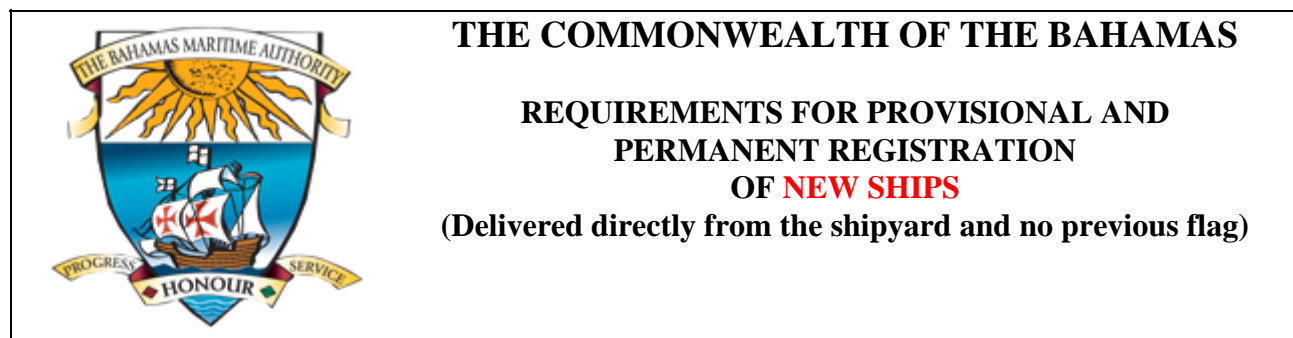 THE BAHAMAS MARITIME AUTHORITY
PROGRESS
HONOUR
SERVICE
THE COMMONWEALTH OF THE BAHAMAS
REQUIREMENTS FOR PROVISIONAL AND
PERMANENT REGISTRATION
OF NEW SHIPS
(Delivered directly from the shipyard and no previous flag)